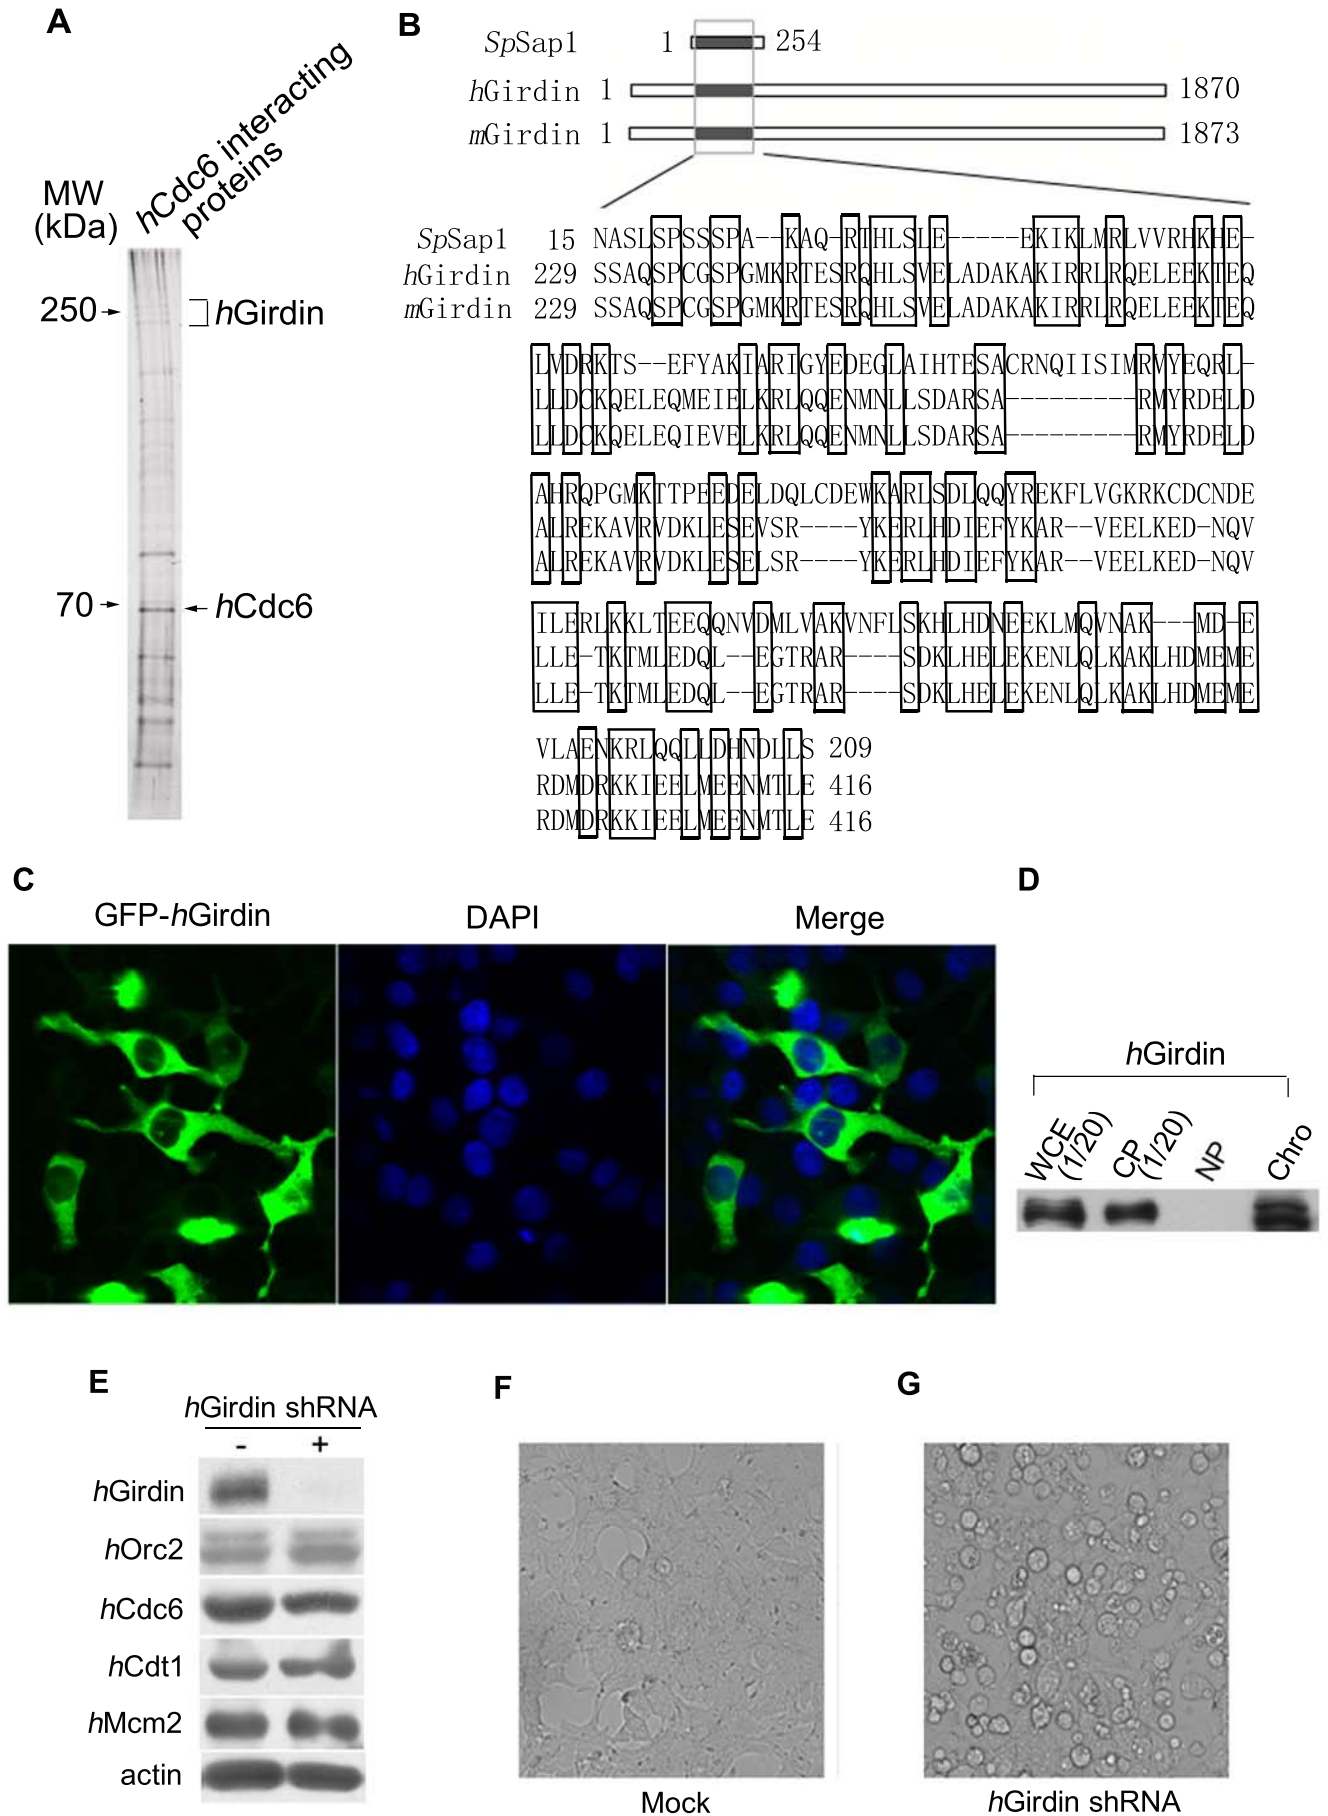 A
hCdc6 interacting
proteins
MW
(kDa)
250
hGirdin
70
hCdc6
B
SpSap1 1 254
hGirdin 1 1870
mGirdin 1 1873
SpSap1 15 NASLSPSSSPA--KAQ-RTHLSLE-----EKIKLMRLVVRHKHE-
hGirdin 229 SSAQSPCGSPGMKRTESRQHLSVELADAKAKIRRLRQELEEKTEQ
mGirdin 229 SSAQSPCGSPGMKRTESRQHLSVELADAKAKIRRLRQELEEKTEQ
LVDRKTS--EFYAKIARIGYEDEGLAIHTESACRNQIISIMRVYEQRL-
LLDCKQELEQMEIELKRLQQENMNLLSDARSA---------RMYRDELD
LLDCKQELEQIEVELKRLQQENMNLLSDARSA---------RMYRDELD
AHRQPGMKTTPEEDELDQLCDEWKARLSDLQQYREKFLVGKRKCDCNDE
ALREKAVRVDKLESEVSR----YKERLHDIEFYKAR--VEELKED-NQV
ALREKAVRVDKLESELSR----YKERLHDIEFYKAR--VEELKED-NQV
ILERLKKLTEEQQNVDMLVAKVNFLSKHLHDNEEKLMQVNAK---MD-E
LLE-TKTMLEDQL--EGTRAR----SDKLHELEKENLQLKAKLHDMEME
LLE-TKTMLEDQL--EGTRAR----SDKLHELEKENLQLKAKLHDMEME
VLAENKRLQQLLDHNDLLS 209
RDMDRKKIEELMEENMTLE 416
RDMDRKKIEELMEENMTLE 416
C
GFP-hGirdin DAPI Merge
D
hGirdin
WCE (1/20) CP (1/20) NP Chro
E
hGirdin shRNA
- +
hGirdin
hOrc2
hCdc6
hCdt1
hMcm2
actin
F
Mock
G
hGirdin shRNA